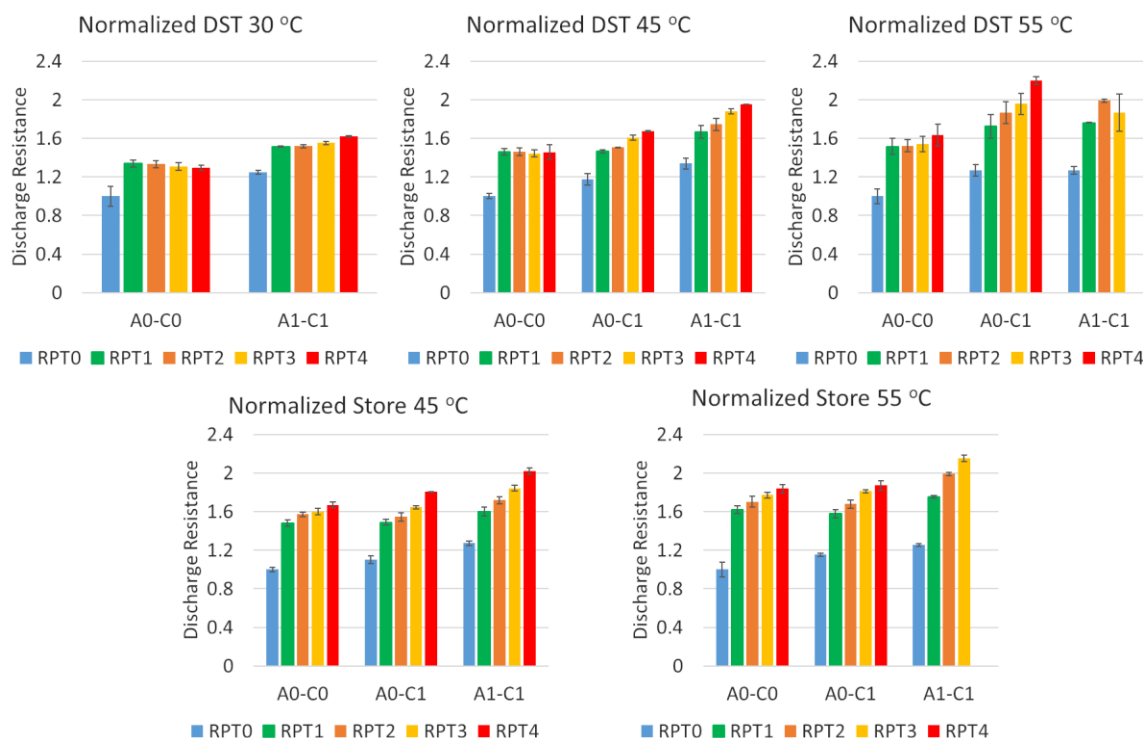 Normalized DST 30 °C
Discharge Resistance
2.4
2
1.6
1.2
0.8
0.4
0
A0-C0 A1-C1
RPT0 RPT1 RPT2 RPT3 RPT4
Normalized DST 45 °C
Discharge Resistance
2.4
2
1.6
1.2
0.8
0.4
0
A0-C0 A0-C1 A1-C1
RPT0 RPT1 RPT2 RPT3 RPT4
Normalized DST 55 °C
Discharge Resistance
2.4
2
1.6
1.2
0.8
0.4
0
A0-C0 A0-C1 A1-C1
RPT0 RPT1 RPT2 RPT3 RPT4
Normalized Store 45 °C
Discharge Resistance
2.4
2
1.6
1.2
0.8
0.4
0
A0-C0 A0-C1 A1-C1
RPT0 RPT1 RPT2 RPT3 RPT4
Normalized Store 55 °C
Discharge Resistance
2.4
2
1.6
1.2
0.8
0.4
0
A0-C0 A0-C1 A1-C1
RPT0 RPT1 RPT2 RPT3 RPT4